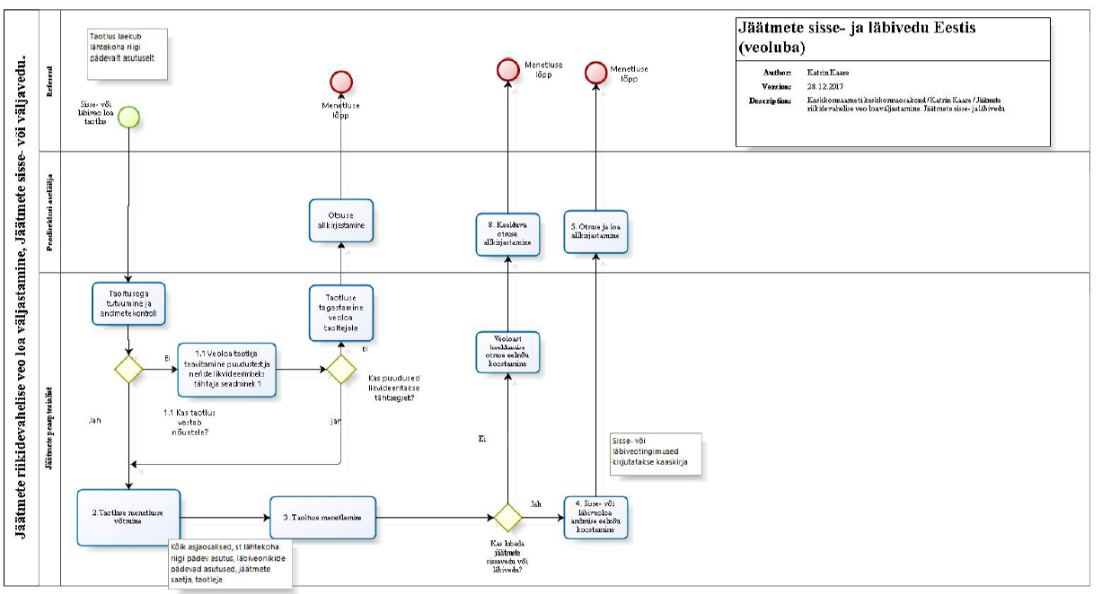 Jäätmete riikidevahelise veo loa väljastamine, Jäätmete sisse- või väljavedu.
Referent
Peadirektori asetäitja
Jäätmete peaspetsialist
Jäätmete sisse- ja läbivedu Eestis
(veoluba)
Author: Katrin Kaare
Version: 28.12.2017
Description: Keskkonnaameti keskkonnaosakond / Katrin Kaare / Jäätmete
riikidevahelise veo loa väljastamine. Jäätmete sisse- ja läbivedu
Taotlus laekub
lähtekoha riigi
pädevalt asutuselt
Sisse- või
läbiveo loa
taotlus
Menetluse
lõpp
Menetluse
lõpp
Menetluse
lõpp
Otsuse
allkirjastamine
8. Keelduva
otsuse
allkirjastamine
5. Otsuse ja loa
allkirjastamine
Taotlusega
tutvumine ja
andmetekontroll
Ei
1.1 Veoloa taotleja
teavitamine puudustest ja
nende likvideerimiseks
tähtaja seadmine k 1
Taotluse
tagastamine
veoloa
taotlejale
Ei
Kas puudused
likvideeritakse
tähtaegselt?
Veoloast
keeldumise
otsuse eelnõu
koostamine
Jah
1.1 Kas taotlus
vastab
nõuetele?
Jah
Ei
Sisse- või
läbiveotingimused
kirjutatakse kaaskirja
2. Taotluse menetlusse
võtmine
3. Taotluse menetlemine
Jah
4. Sisse- või
läbiveoloa
andmise eelnõu
koostamine
Kas lubada
jäätmete
sissevedu või
läbivedu?
Kõik asjaosalised, st lähtekoha
riigi pädev asutus, läbiveoriikide
pädevad asutused, jäätmete
saatja, taotleja